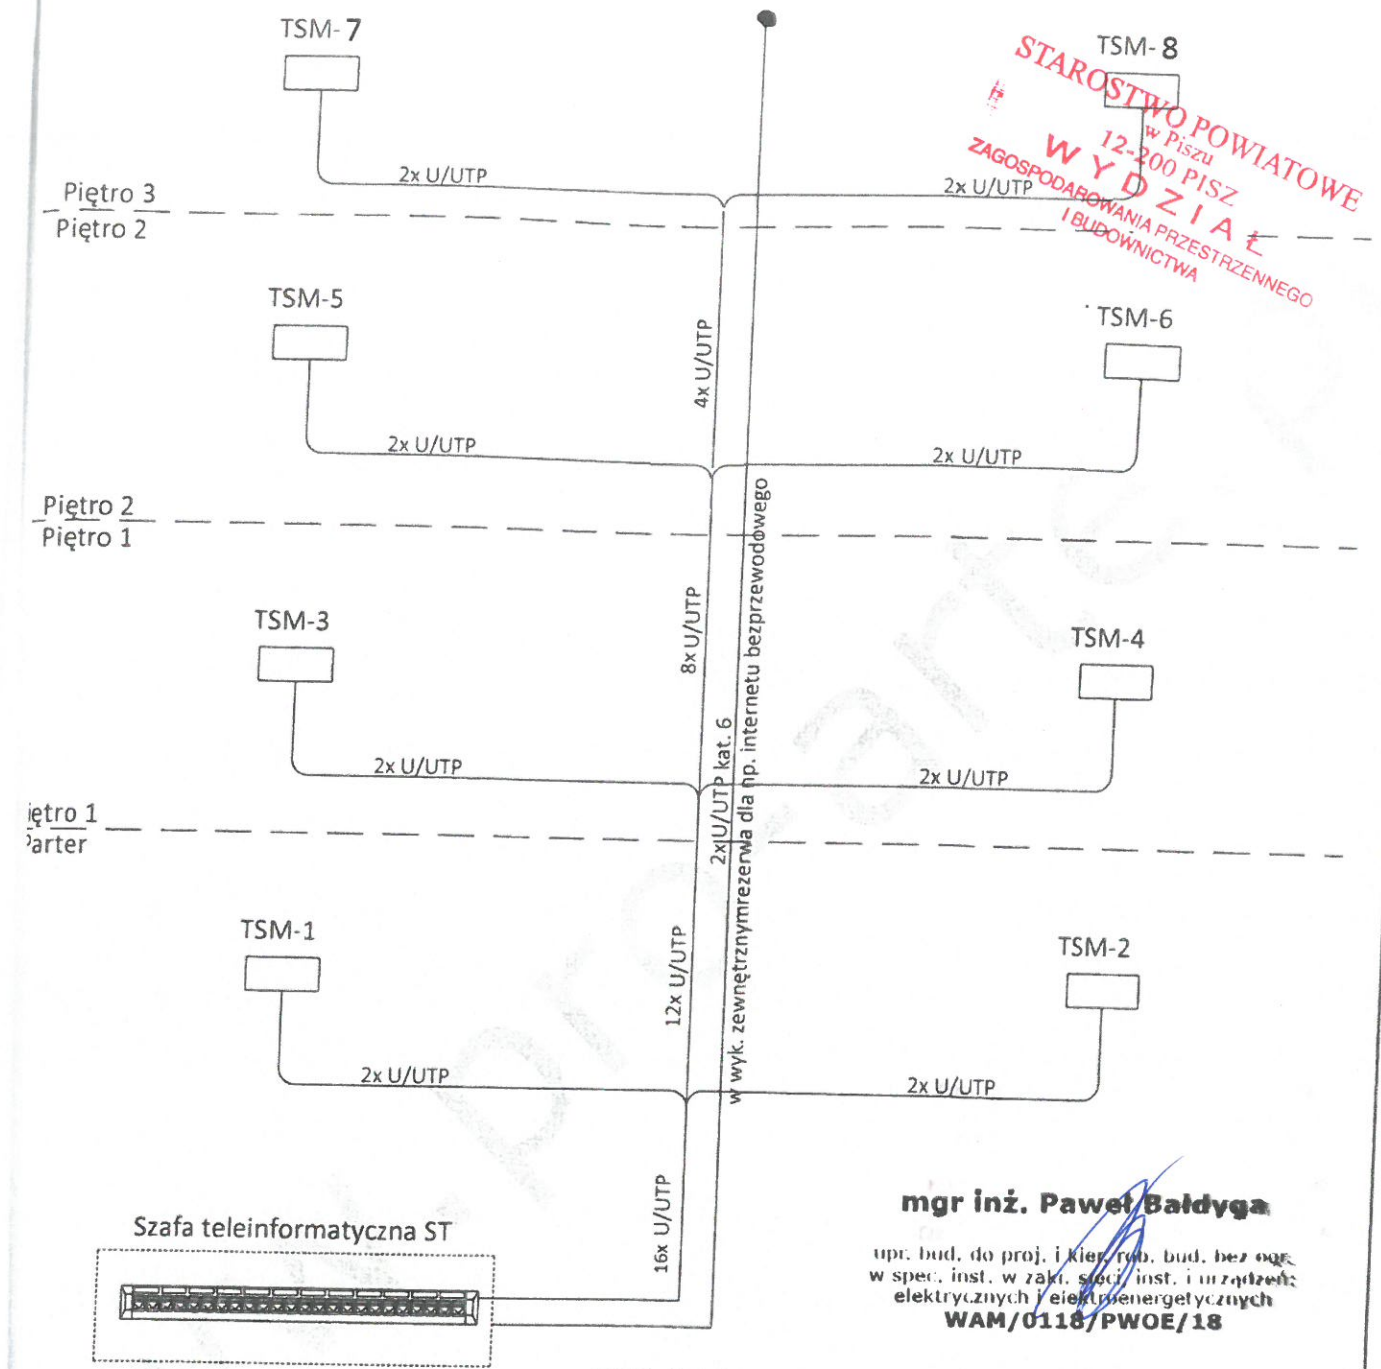 TSM-7
TSM-8
STAROSTWO POWIATOWE
w Piszu
12-200 PISZ
WYDZIAŁ
ZAGOSPODAROWANIA PRZESTRZENNEGO
I BUDOWNICTWA
2x U/UTP
2x U/UTP
Piętro 3
Piętro 2
TSM-5
TSM-6
4x U/UTP
2x U/UTP
2x U/UTP
Piętro 2
Piętro 1
TSM-3
TSM-4
8x U/UTP
2x U/UTP kat. 6
w wyk. zewnętrznymrezerwa dla np. internetu bezprzewodowego
2x U/UTP
2x U/UTP
iętro 1
Parter
TSM-1
TSM-2
12x U/UTP
2x U/UTP
2x U/UTP
16x U/UTP
Szafa teleinformatyczna ST
mgr inż. Paweł Bałdyga
upr. bud. do proj. i kier. rob. bud. bez ogr.
w spec. inst. w zakr. sieci, inst. i urządzeń
elektrycznych i elektroenergetycznych
WAM/0118/PWOE/18